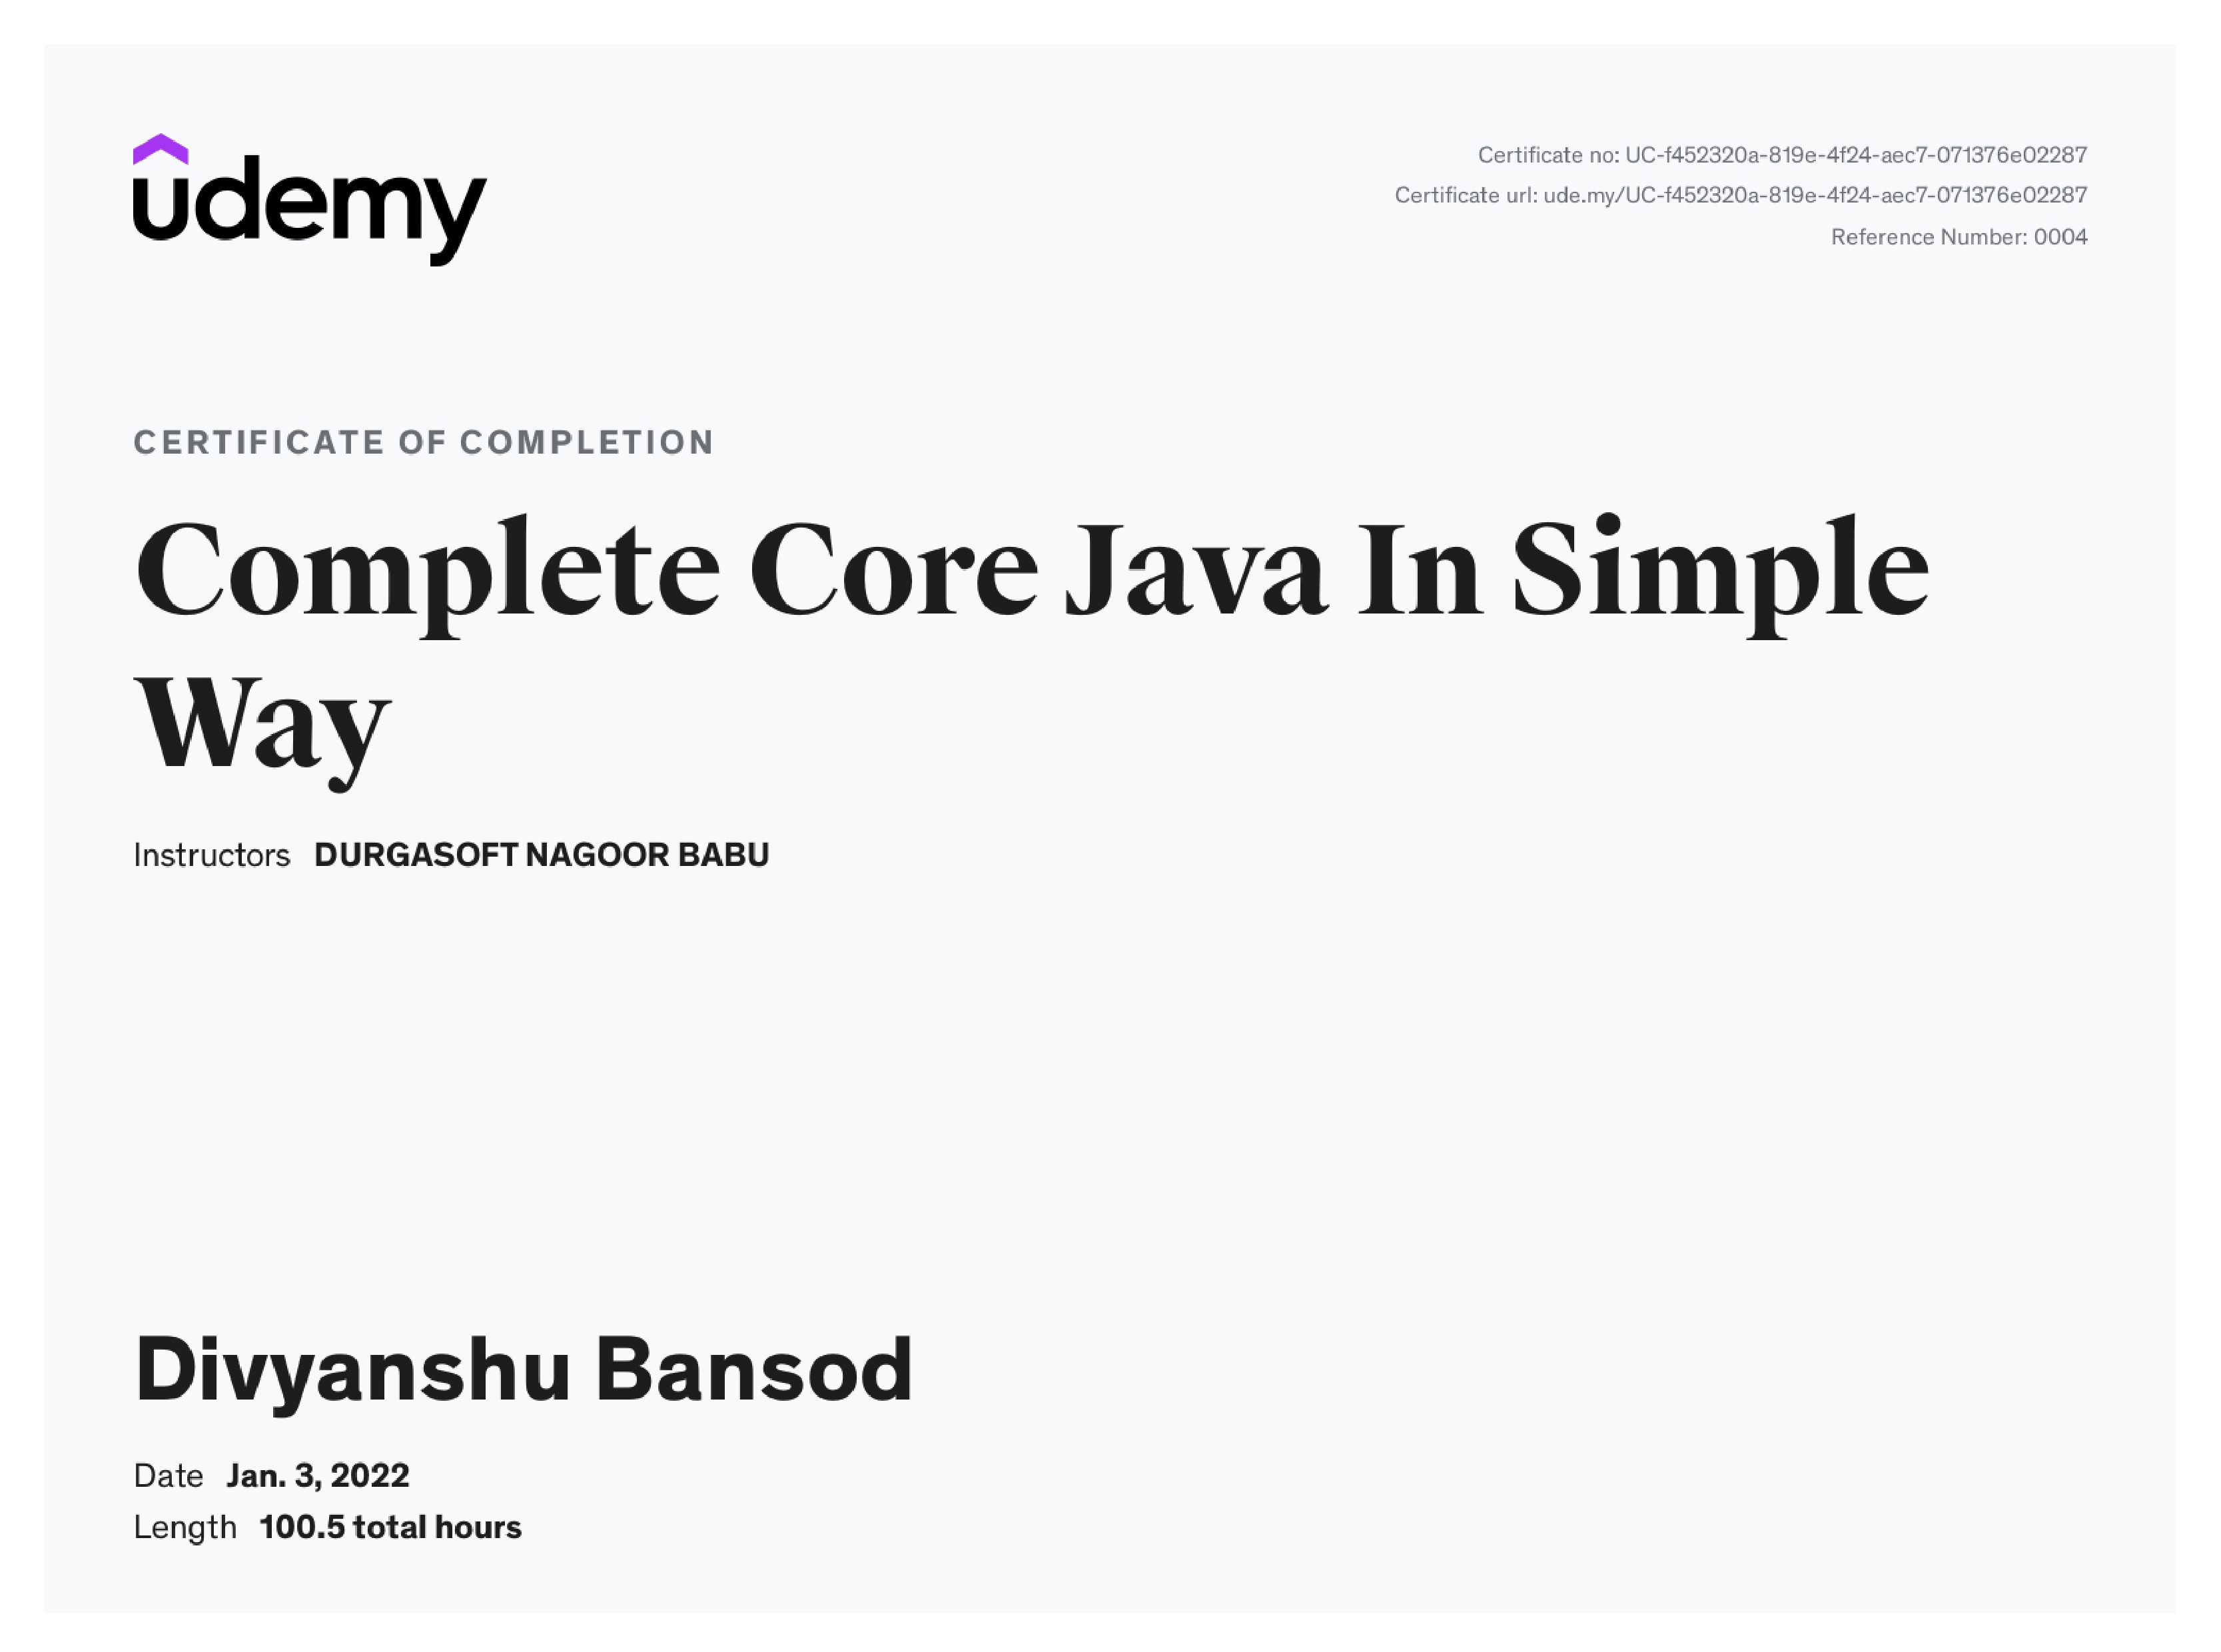 udemy
Certificate no: UC-f452320a-819e-4f24-aec7-071376e02287
Certificate url: ude.my/UC-f452320a-819e-4f24-aec7-071376e02287
Reference Number: 0004
CERTIFICATE OF COMPLETION
Complete Core Java In Simple
Way
Instructors DURGASOFT NAGOOR BABU
Divyanshu Bansod
Date Jan. 3, 2022
Length 100.5 total hours